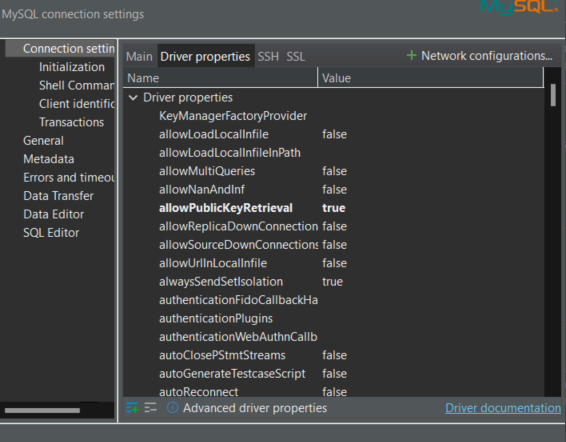 MySQL connection settings
MySQL
Connection settin
Initialization
Shell Comman
Client identific
Transactions
General
Metadata
Errors and timeou
Data Transfer
Data Editor
SQL Editor
Main Driver properties SSH SSL + Network configurations...
Name Value
Driver properties
KeyManagerFactoryProvider
allowLoadLocalInfile false
allowLoadLocalInfileInPath
allowMultiQueries false
allowNanAndInf false
allowPublicKeyRetrieval true
allowReplicaDownConnection false
allowSourceDownConnections false
allowUrlInLocalInfile false
alwaysSendSetIsolation true
authenticationFidoCallbackHa
authenticationPlugins
authenticationWebAuthnCallb
autoClosePStmtStreams false
autoGenerateTestcaseScript false
autoReconnect false
Advanced driver properties Driver documentation